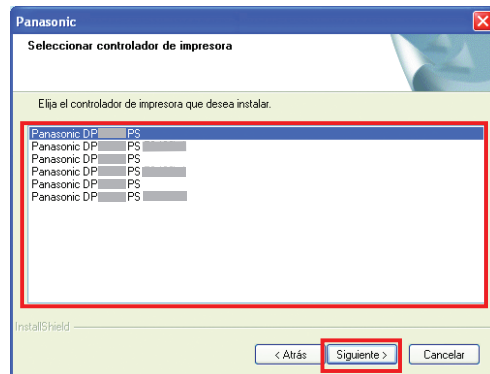 Panasonic
Seleccionar controlador de impresora
Elija el controlador de impresora que desea instalar.
Panasonic DP PS
Panasonic DP PS
Panasonic DP PS
Panasonic DP PS
Panasonic DP PS
Panasonic DP PS
InstallShield
< Atrás Siguiente > Cancelar